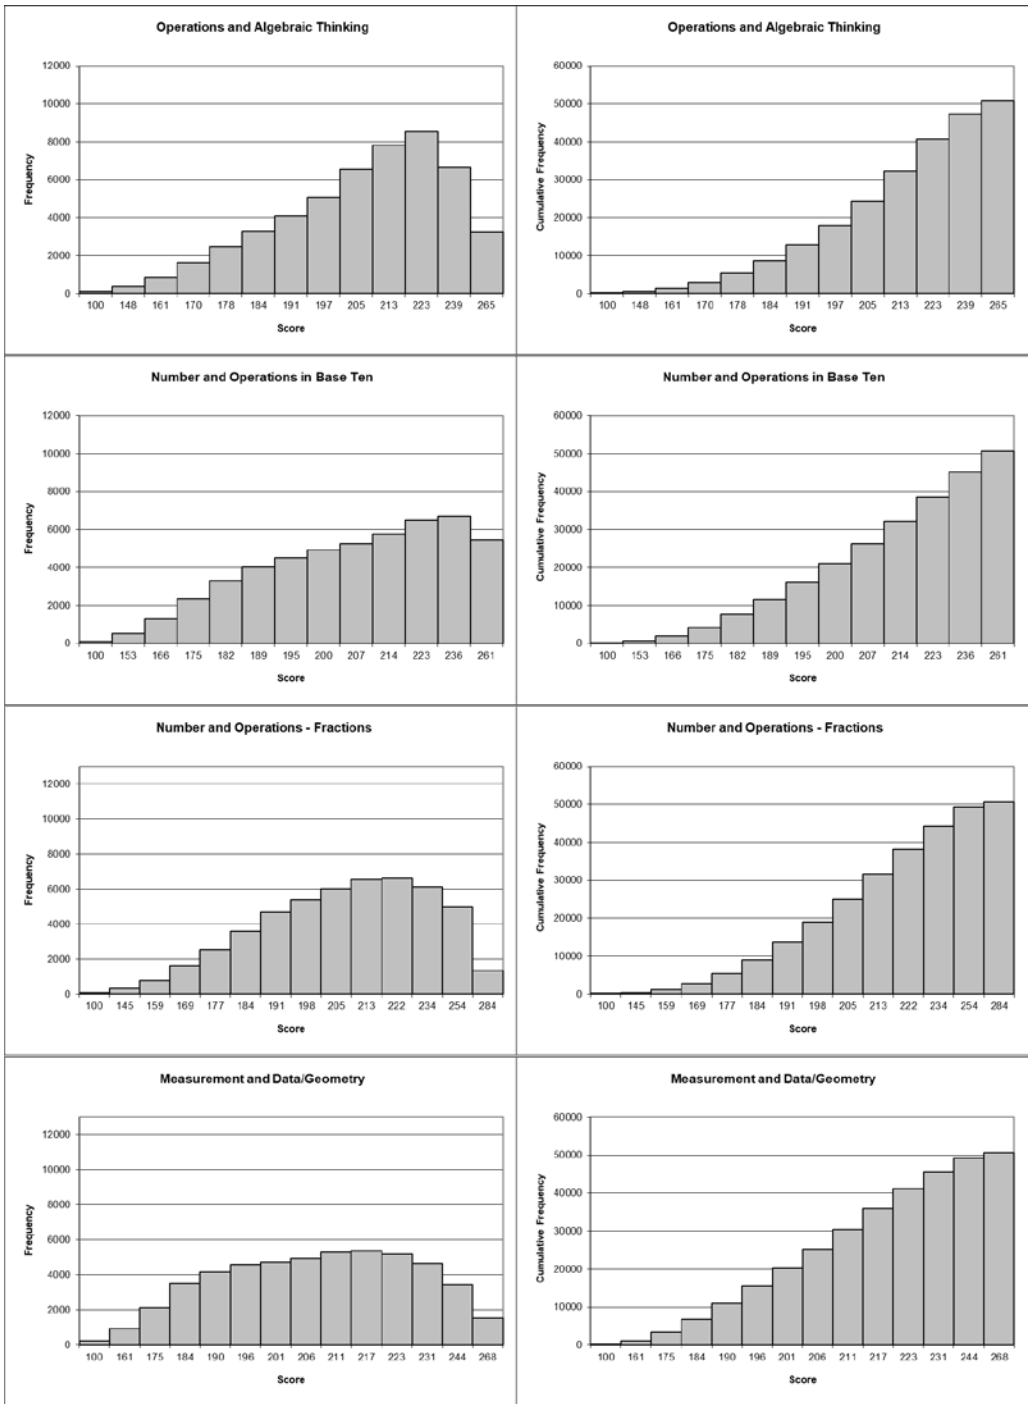 Operations and Algebraic Thinking
12000
10000
8000
6000
4000
2000
0
Frequency
100 148 161 170 178 184 191 197 205 213 223 239 265
Score
Operations and Algebraic Thinking
60000
50000
40000
30000
20000
10000
0
Cumulative Frequency
100 148 161 170 178 184 191 197 205 213 223 239 265
Score
Number and Operations in Base Ten
12000
10000
8000
6000
4000
2000
0
Frequency
100 153 166 175 182 189 195 200 207 214 223 236 261
Score
Number and Operations in Base Ten
60000
50000
40000
30000
20000
10000
0
Cumulative Frequency
100 153 166 175 182 189 195 200 207 214 223 236 261
Score
Number and Operations - Fractions
12000
10000
8000
6000
4000
2000
0
Frequency
100 145 159 169 177 184 191 198 205 213 222 234 254 284
Score
Number and Operations - Fractions
60000
50000
40000
30000
20000
10000
0
Cumulative Frequency
100 145 159 169 177 184 191 198 205 213 222 234 254 284
Score
Measurement and Data/Geometry
12000
10000
8000
6000
4000
2000
0
Frequency
100 161 175 184 190 196 201 206 211 217 223 231 244 268
Score
Measurement and Data/Geometry
60000
50000
40000
30000
20000
10000
0
Cumulative Frequency
100 161 175 184 190 196 201 206 211 217 223 231 244 268
Score